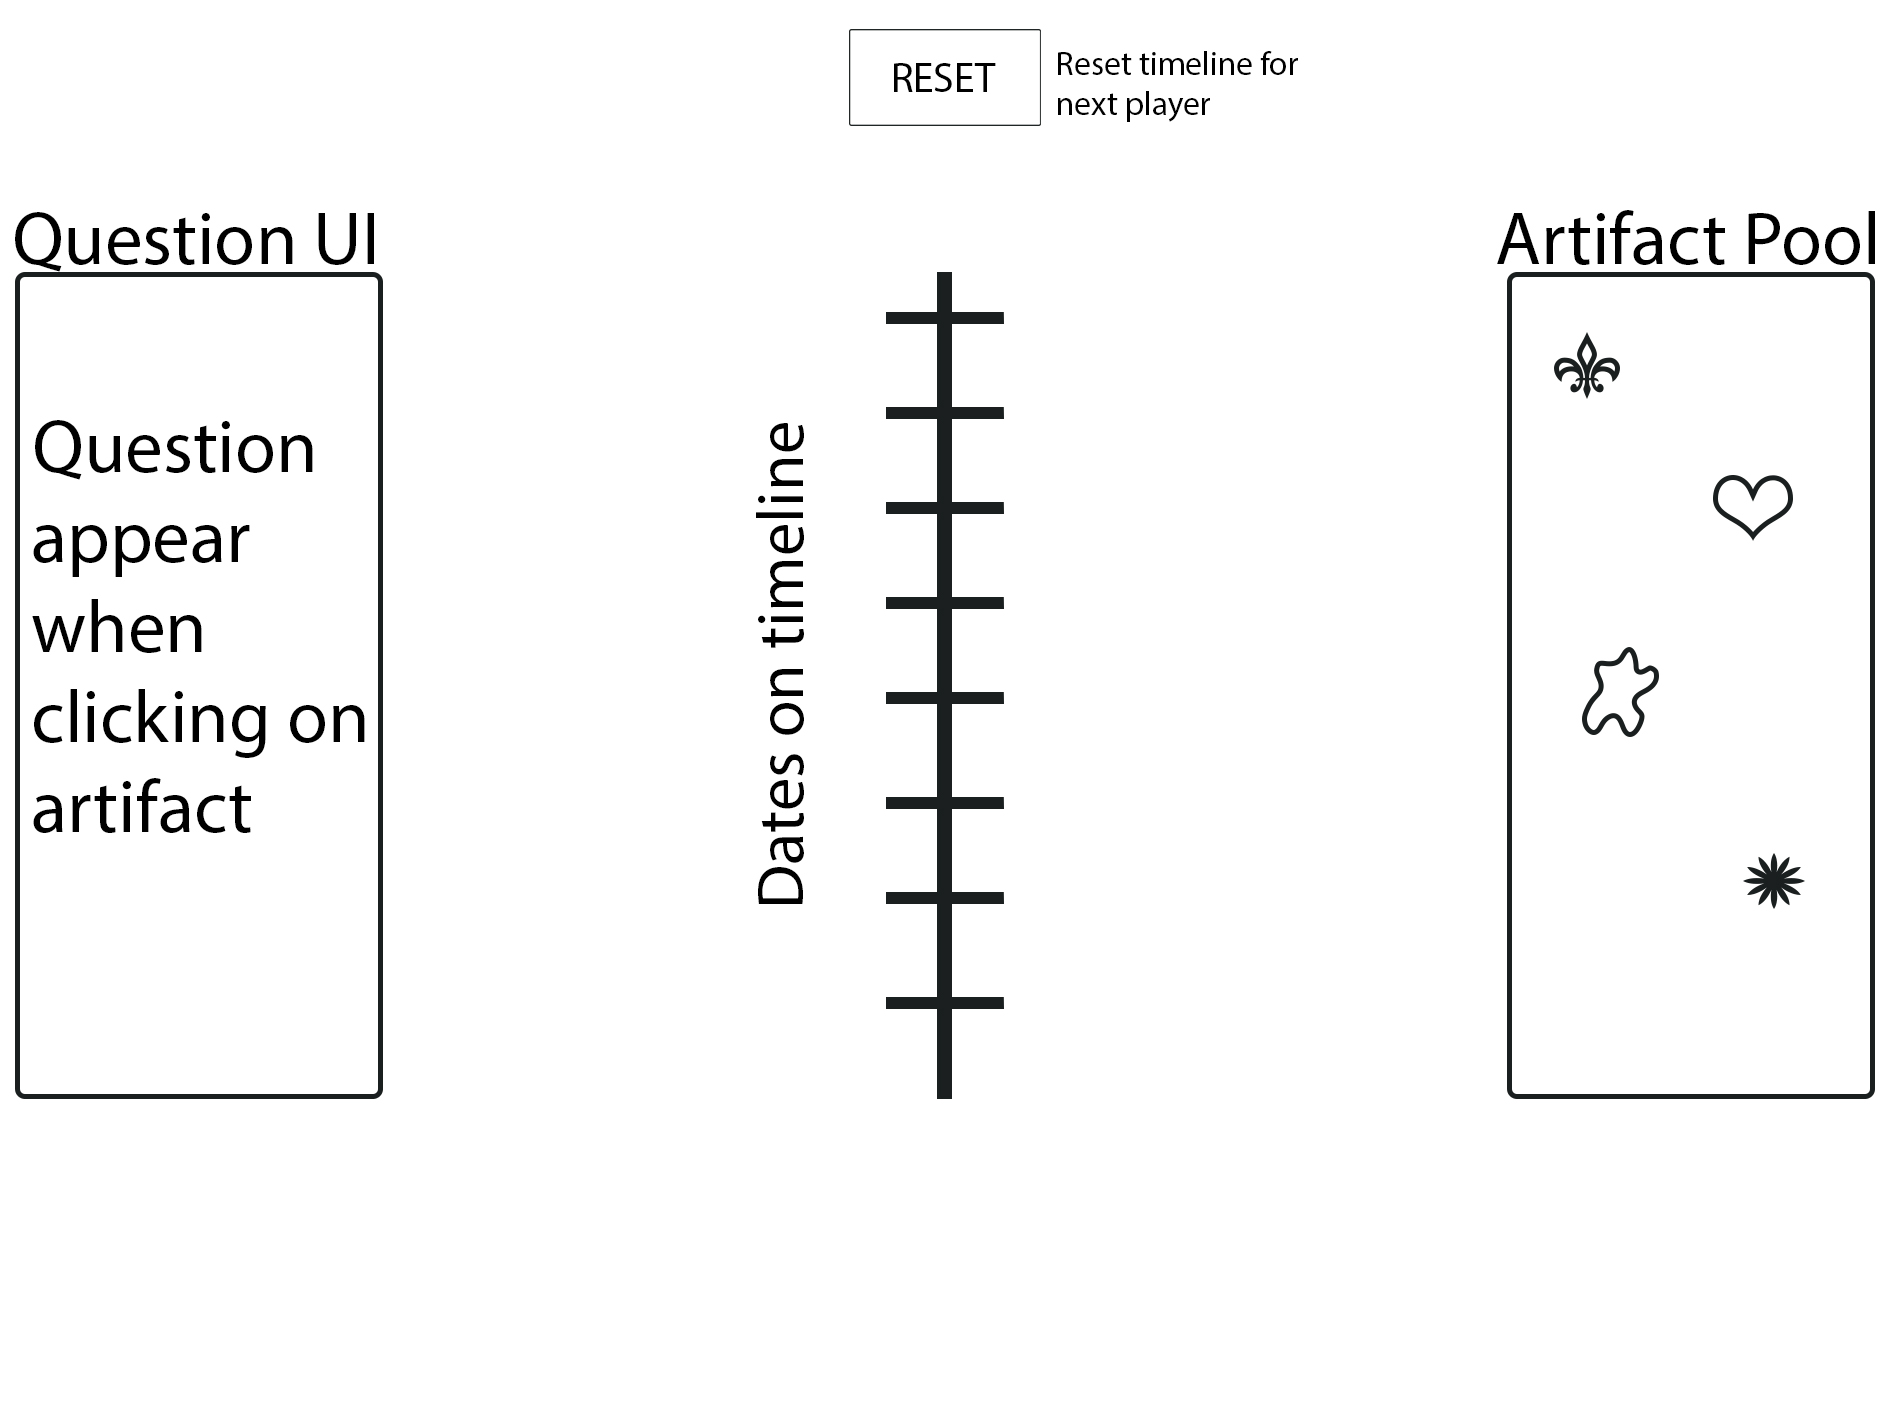 RESET
Reset timeline for
next player
Question UI
Question
appear
when
clicking on
artifact
Dates on timeline
Artifact Pool